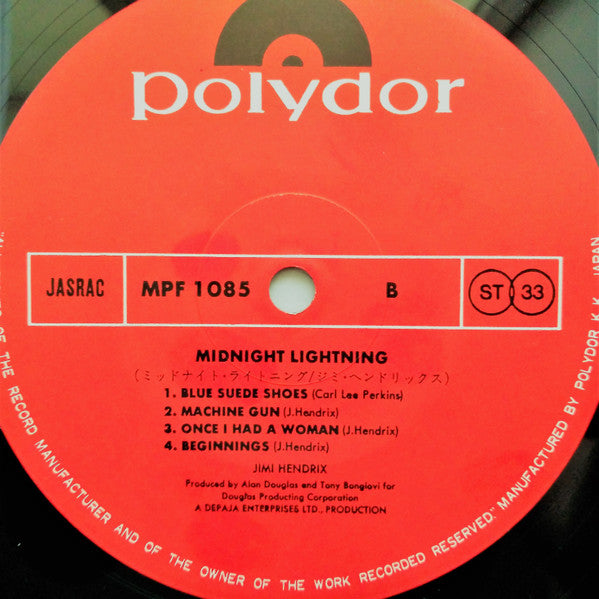 polydor
JASRAC MPF 1085 B ST 33
MIDNIGHT LIGHTNING
(ミッドナイト・ライトニング/ジミ・ヘンドリックス)
1. BLUE SUEDE SHOES (Carl Lee Perkins)
2. MACHINE GUN (J.Hendrix)
3. ONCE I HAD A WOMAN (J.Hendrix)
4. BEGINNINGS (J.Hendrix)
JIMI HENDRIX
Produced by Alan Douglas and Tony Bongiovi for
Douglas Producting Corporation
A DEPAJA ENTERPRISES LTD., PRODUCTION
OF THE RECORD MANUFACTURER AND OF THE OWNER OF THE WORK RECORDED RESERVED." MANUFACTURED BY POLYDOR K.K. JAPAN